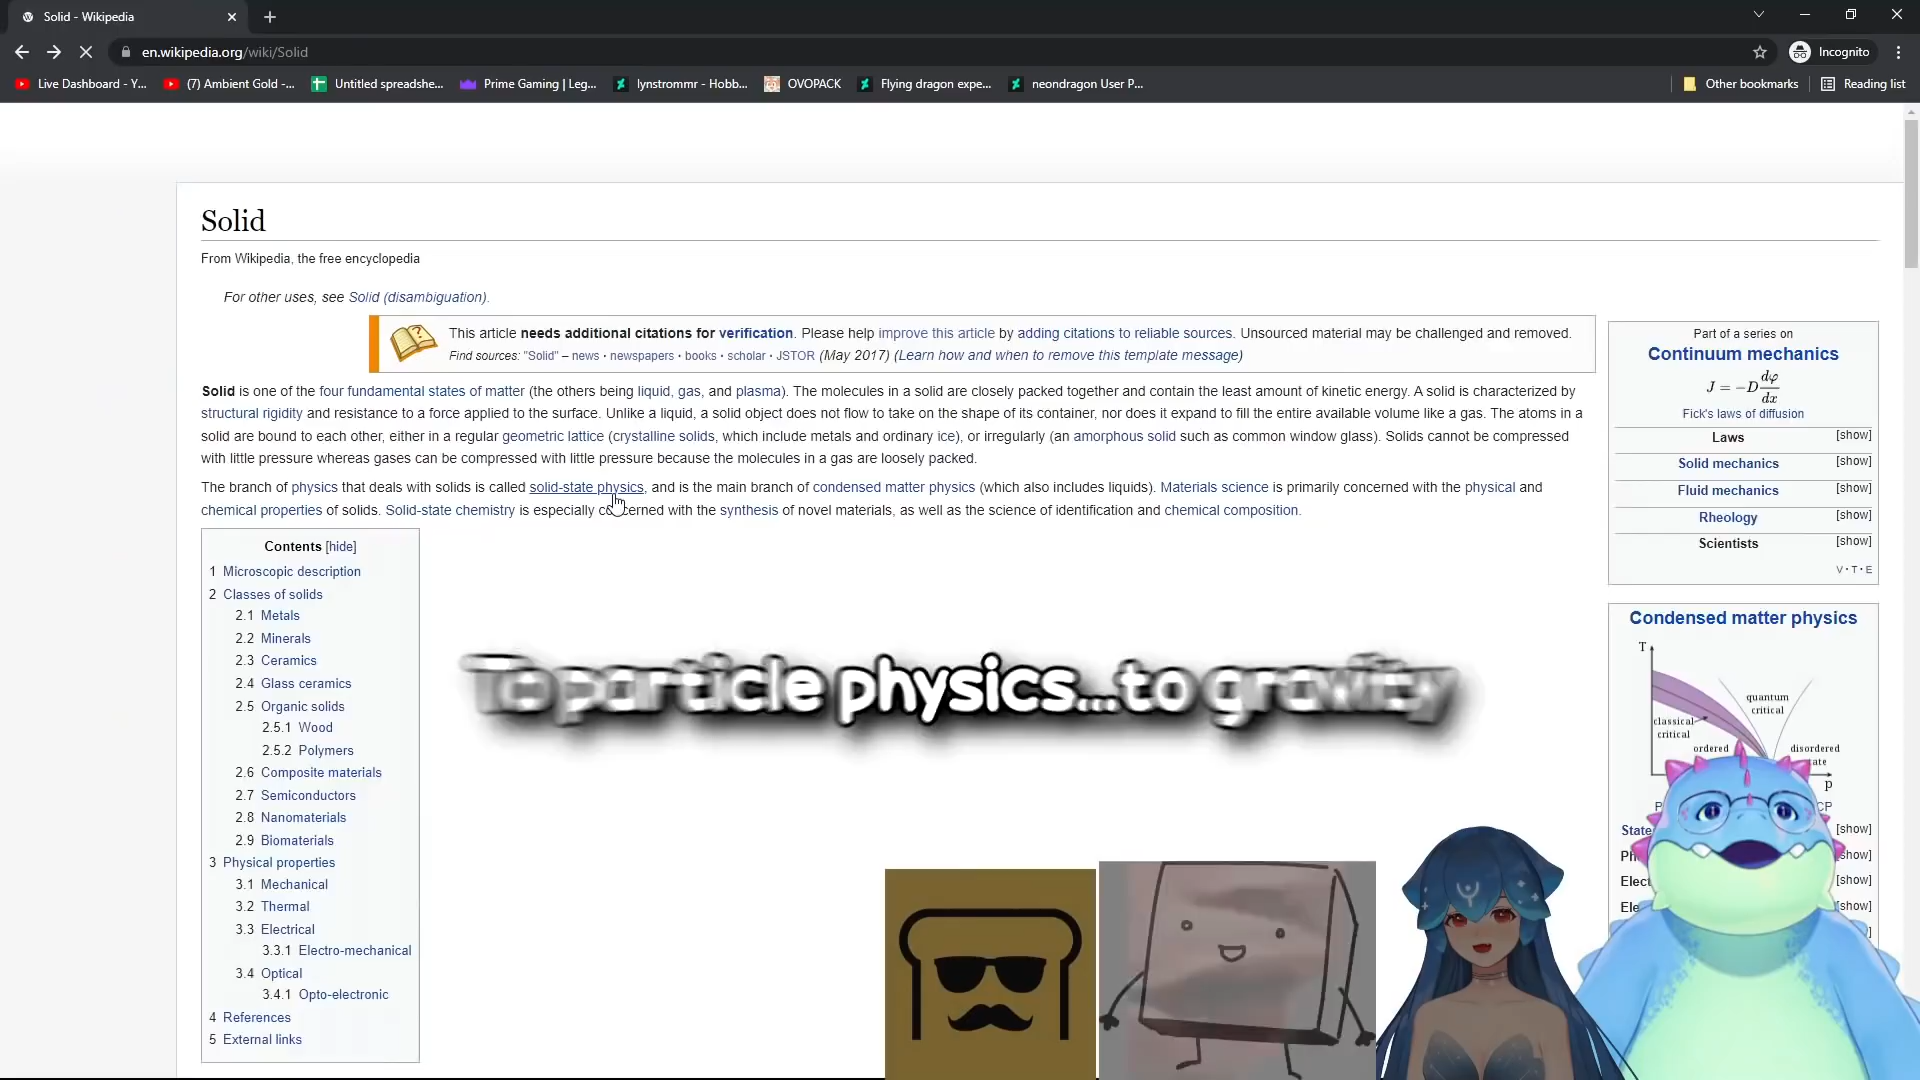 Solid - Wikipedia
en.wikipedia.org/wiki/Solid
Incognito
Live Dashboard - Y...
(7) Ambient Gold -...
Untitled spreadshe...
Prime Gaming | Leg...
lynstrommr - Hobb...
OVOPACK
Flying dragon expe...
neondragon User P...
Other bookmarks
Reading list
Solid
From Wikipedia, the free encyclopedia
For other uses, see Solid (disambiguation).
This article needs additional citations for verification. Please help improve this article by adding citations to reliable sources. Unsourced material may be challenged and removed.
Find sources: "Solid" – news · newspapers · books · scholar · JSTOR (May 2017) (Learn how and when to remove this template message)
Solid is one of the four fundamental states of matter (the others being liquid, gas, and plasma). The molecules in a solid are closely packed together and contain the least amount of kinetic energy. A solid is characterized by
structural rigidity and resistance to a force applied to the surface. Unlike a liquid, a solid object does not flow to take on the shape of its container, nor does it expand to fill the entire available volume like a gas. The atoms in a
solid are bound to each other, either in a regular geometric lattice (crystalline solids, which include metals and ordinary ice), or irregularly (an amorphous solid such as common window glass). Solids cannot be compressed
with little pressure whereas gases can be compressed with little pressure because the molecules in a gas are loosely packed.
The branch of physics that deals with solids is called solid-state physics, and is the main branch of condensed matter physics (which also includes liquids). Materials science is primarily concerned with the physical and
chemical properties of solids. Solid-state chemistry is especially concerned with the synthesis of novel materials, as well as the science of identification and chemical composition.
Contents [hide]
1 Microscopic description
2 Classes of solids
2.1 Metals
2.2 Minerals
2.3 Ceramics
2.4 Glass ceramics
2.5 Organic solids
2.5.1 Wood
2.5.2 Polymers
2.6 Composite materials
2.7 Semiconductors
2.8 Nanomaterials
2.9 Biomaterials
3 Physical properties
3.1 Mechanical
3.2 Thermal
3.3 Electrical
3.3.1 Electro-mechanical
3.4 Optical
3.4.1 Opto-electronic
4 References
5 External links
To particle physics...to gravity
Part of a series on
Continuum mechanics
J = −D dφ/dx
Fick's laws of diffusion
Laws [show]
Solid mechanics [show]
Fluid mechanics [show]
Rheology [show]
Scientists [show]
V · T · E
Condensed matter physics
T
quantum
critical
classical
critical
ordered
disordered
p
[show]
[show]
[show]
[show]